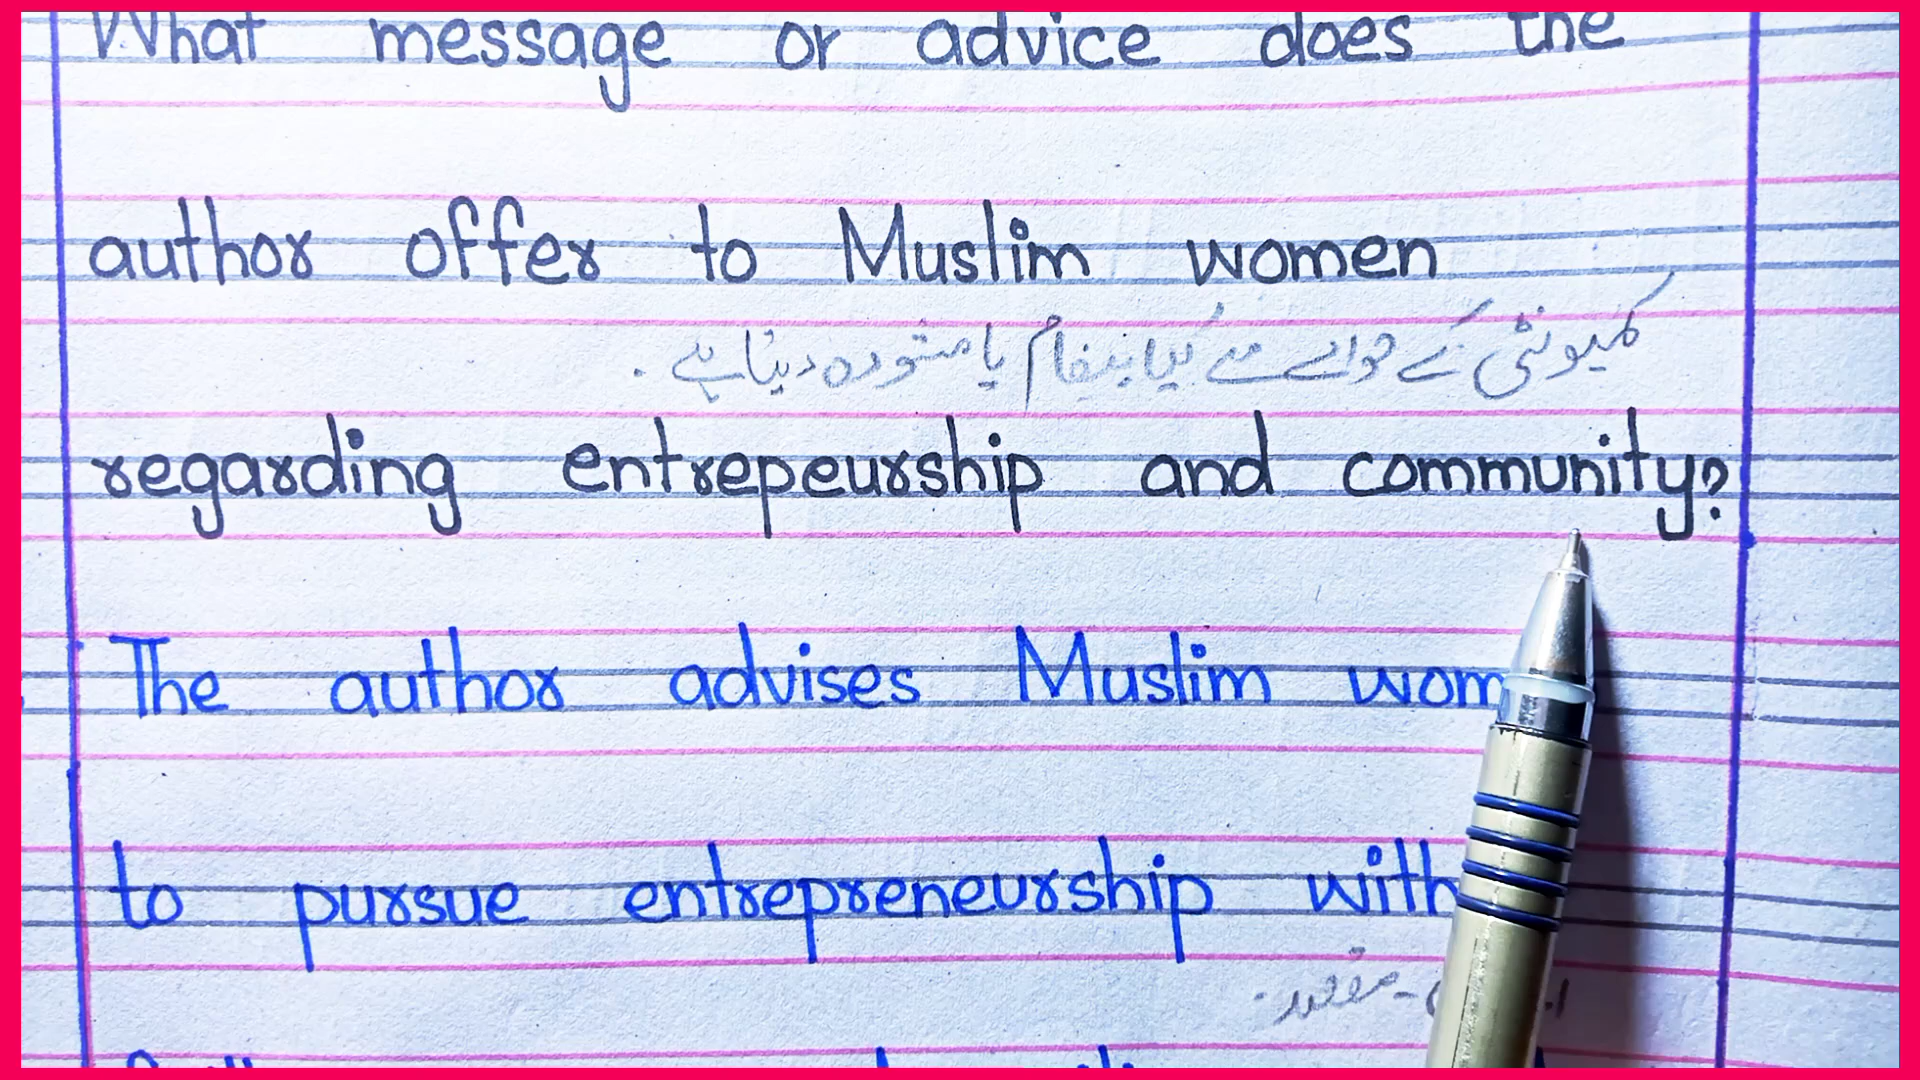 What message or advice does the
author offer to Muslim women
کمیونٹی کے حوالے سے کیا پیغام یا مشورہ دیتا ہے .
regarding entrepeurship and community?
The author advises Muslim wom
to pursue entrepreneurship with
مقصد